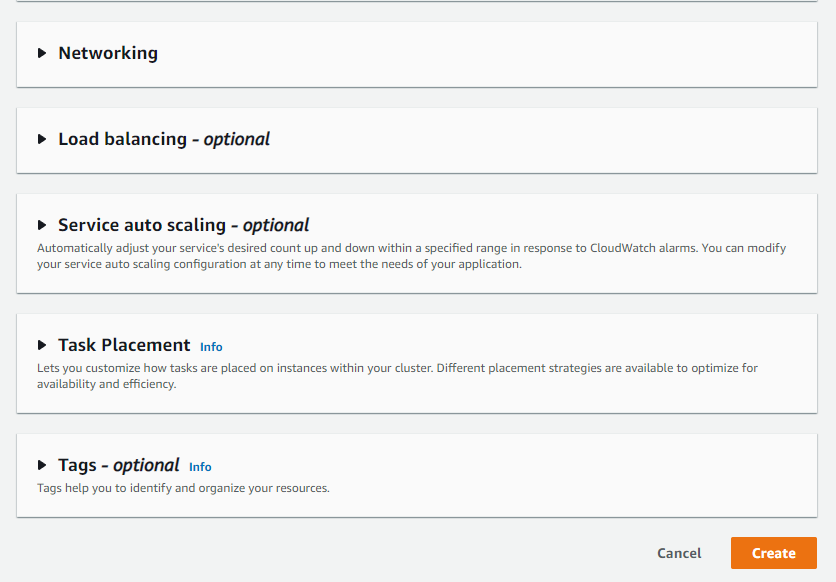 Networking
Load balancing - optional
Service auto scaling - optional
Automatically adjust your service's desired count up and down within a specified range in response to CloudWatch alarms. You can modify
your service auto scaling configuration at any time to meet the needs of your application.
Task Placement Info
Lets you customize how tasks are placed on instances within your cluster. Different placement strategies are available to optimize for
availability and efficiency.
Tags - optional Info
Tags help you to identify and organize your resources.
Cancel Create